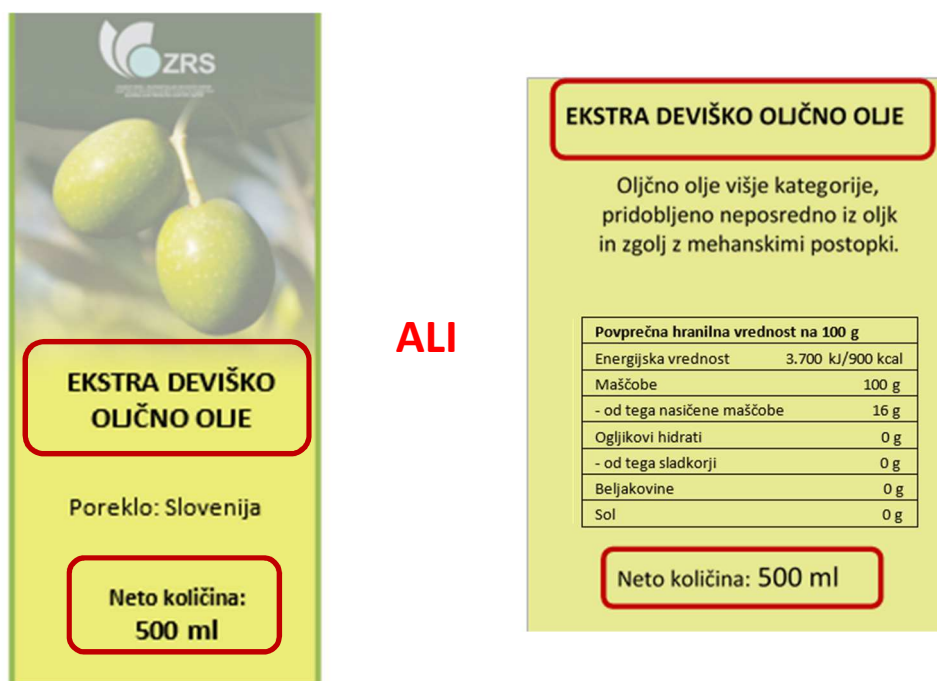 ZRS
EKSTRA DEVIŠKO
OLJČNO OLJE
Poreklo: Slovenija
Neto količina:
500 ml
ALI
EKSTRA DEVIŠKO OLJČNO OLJE
Oljčno olje višje kategorije,
pridobljeno neposredno iz oljk
in zgolj z mehanskimi postopki.
Povprečna hranilna vrednost na 100 g
Energijska vrednost 3.700 kJ/900 kcal
Maščobe 100 g
- od tega nasičene maščobe 16 g
Ogljikovi hidrati 0 g
- od tega sladkorji 0 g
Beljakovine 0 g
Sol 0 g
Neto količina: 500 ml